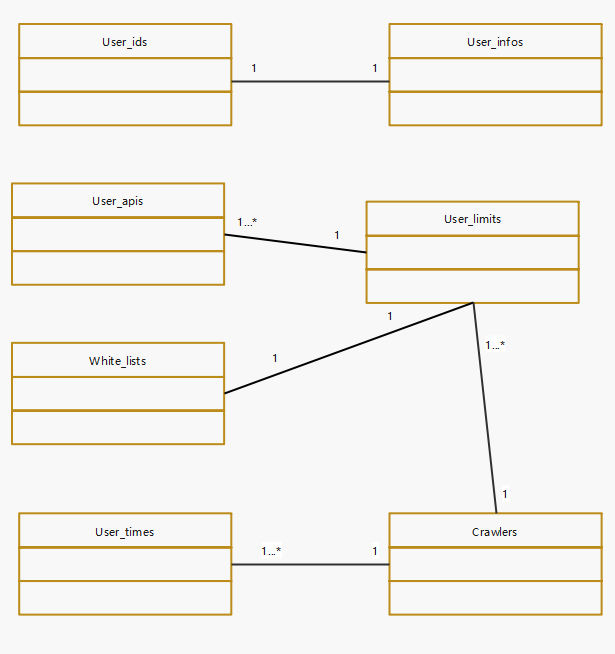 User_ids
User_infos
1
1
User_apis
User_limits
1...*
1
1
White_lists
1
1...*
1
User_times
Crawlers
1...*
1